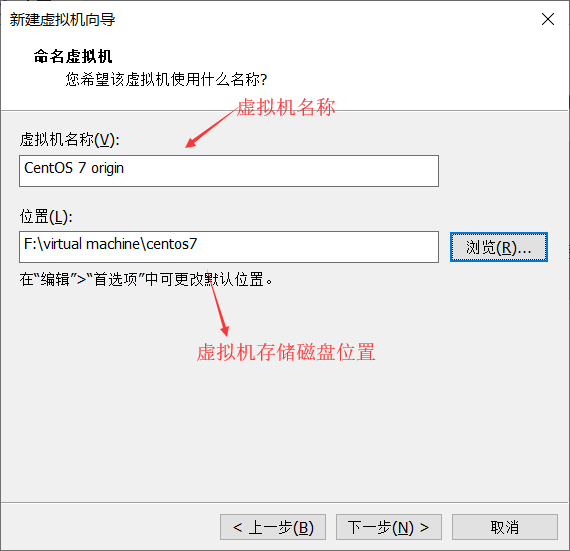 新建虚拟机向导
命名虚拟机
您希望该虚拟机使用什么名称?
虚拟机名称
虚拟机名称(V):
CentOS 7 origin
位置(L):
F:\virtual machine\centos7
浏览(R)...
在“编辑”>“首选项”中可更改默认位置。
虚拟机存储磁盘位置
< 上一步(B)
下一步(N) >
取消